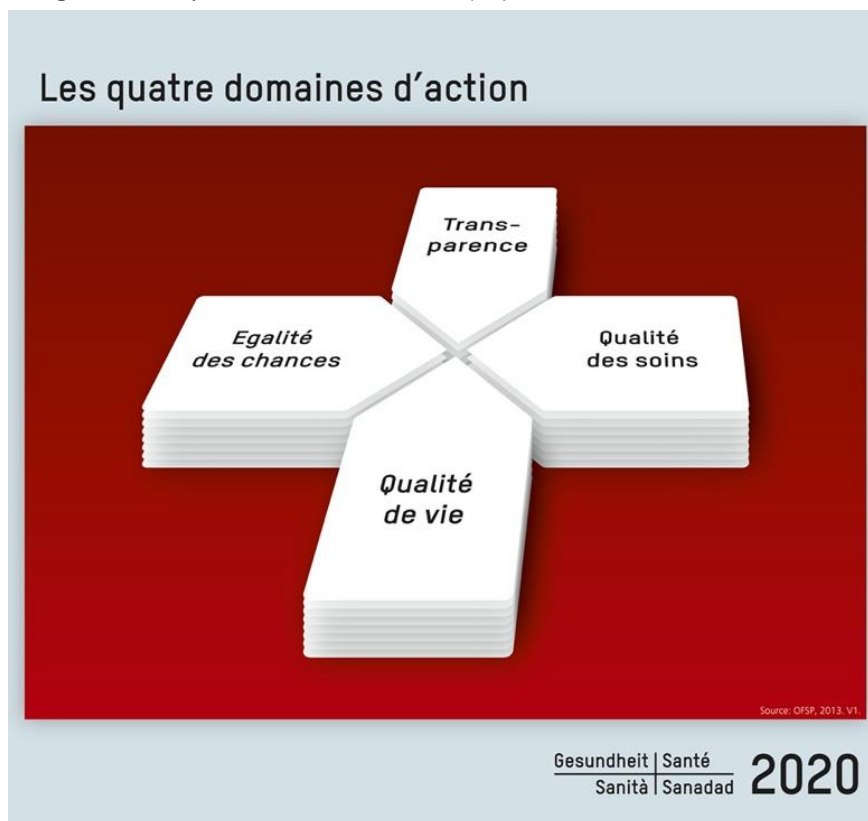 Les quatre domaines d'action
Trans-
parence
Egalité
des chances
Qualité
des soins
Qualité
de vie
Source: OFSP, 2013. V1.
Gesundheit | Santé
Sanità | Sanadad
2020